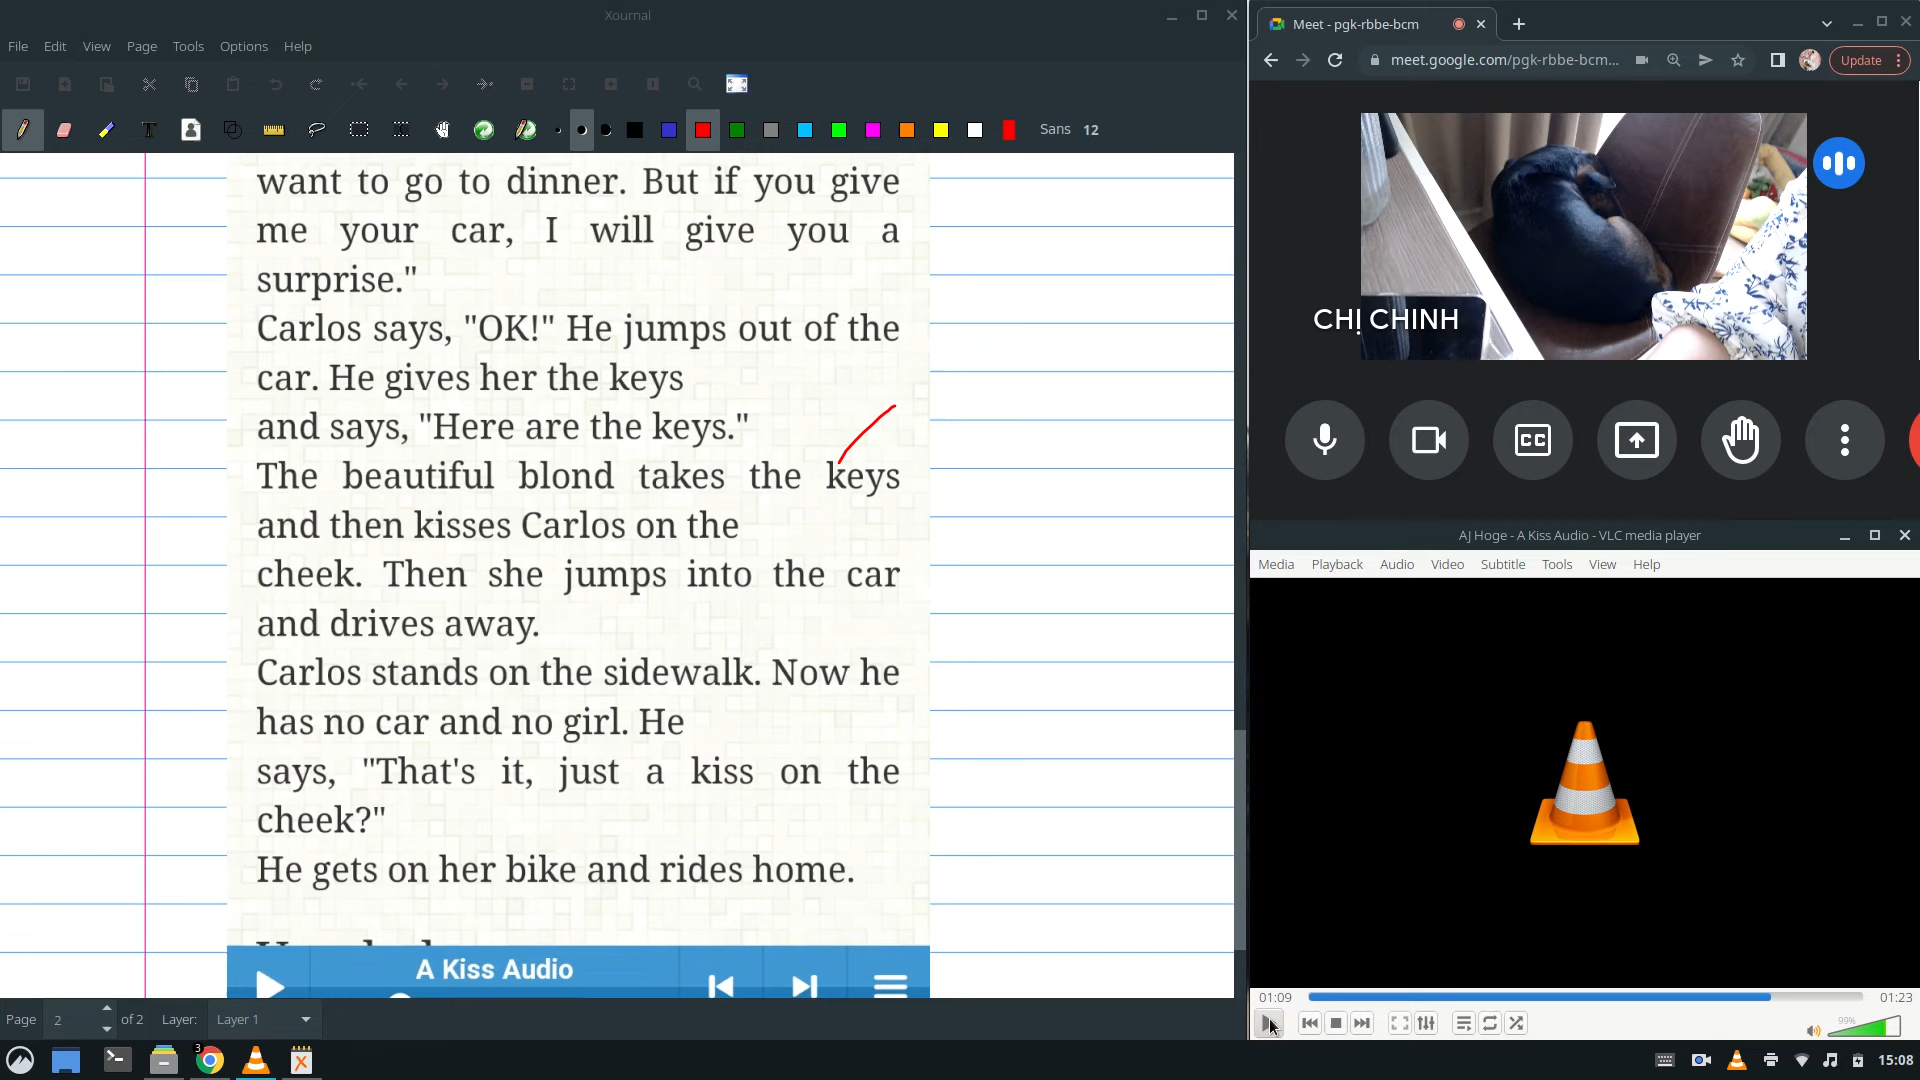 Xournal
File Edit View Page Tools Options Help
Sans 12
want to go to dinner. But if you give
me your car, I will give you a
surprise."
Carlos says, "OK!" He jumps out of the
car. He gives her the keys
and says, "Here are the keys."
The beautiful blond takes the keys
and then kisses Carlos on the
cheek. Then she jumps into the car
and drives away.
Carlos stands on the sidewalk. Now he
has no car and no girl. He
says, "That's it, just a kiss on the
cheek?"
He gets on her bike and rides home.
A Kiss Audio
Page 2 of 2 Layer: Layer 1
Meet - pgk-rbbe-bcm
meet.google.com/pgk-rbbe-bcm...
Update
CHỊ CHINH
CC
AJ Hoge - A Kiss Audio - VLC media player
Media Playback Audio Video Subtitle Tools View Help
01:09
01:23
99%
3
15:08